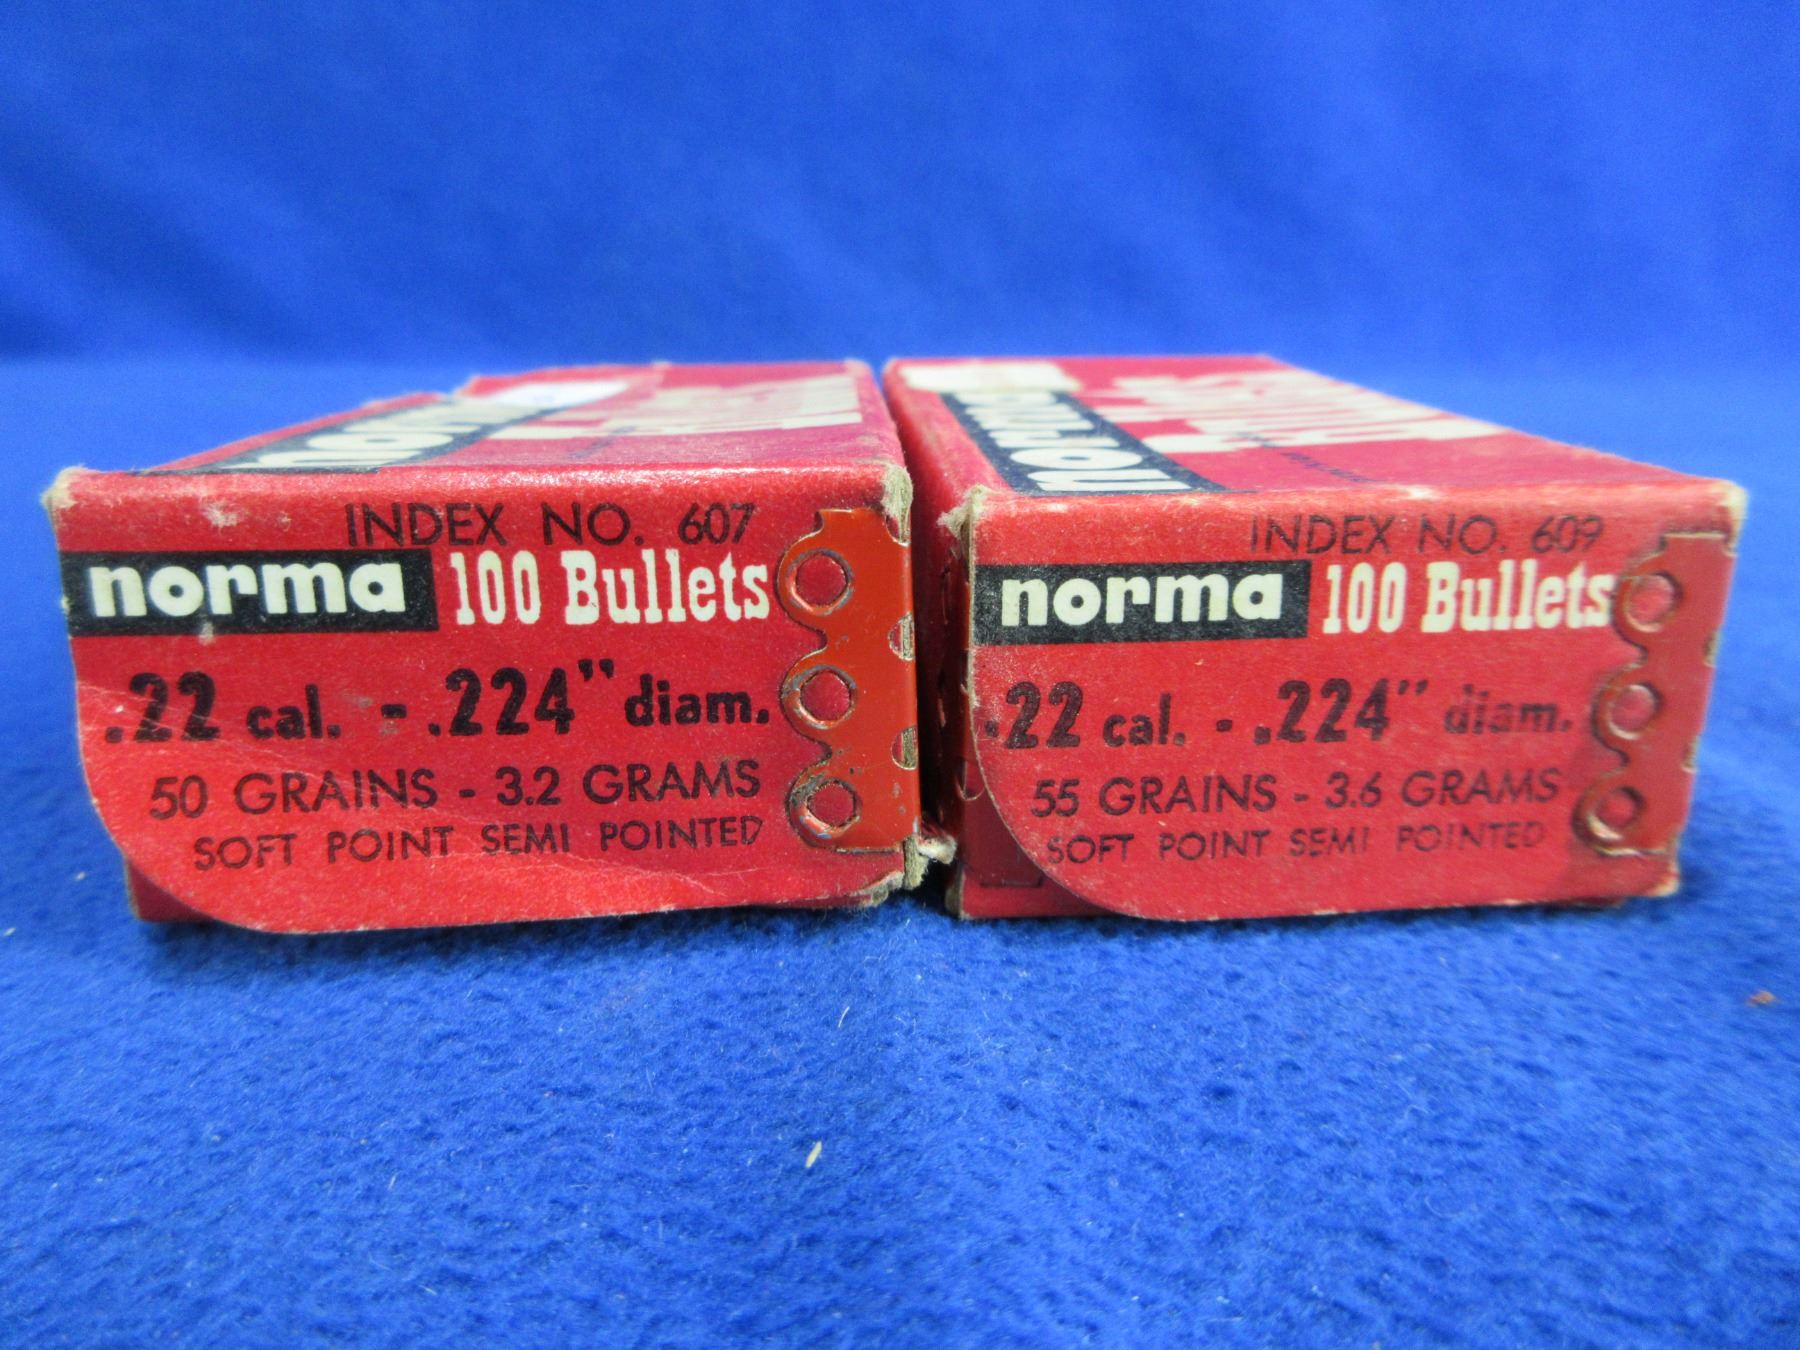 norma
INDEX NO. 607
norma 100 Bullets
.22 cal. - .224" diam.
50 GRAINS - 3.2 GRAMS
SOFT POINT SEMI POINTED
norma
INDEX NO. 609
norma 100 Bullets
.22 cal. - .224" diam.
55 GRAINS - 3.6 GRAMS
SOFT POINT SEMI POINTED